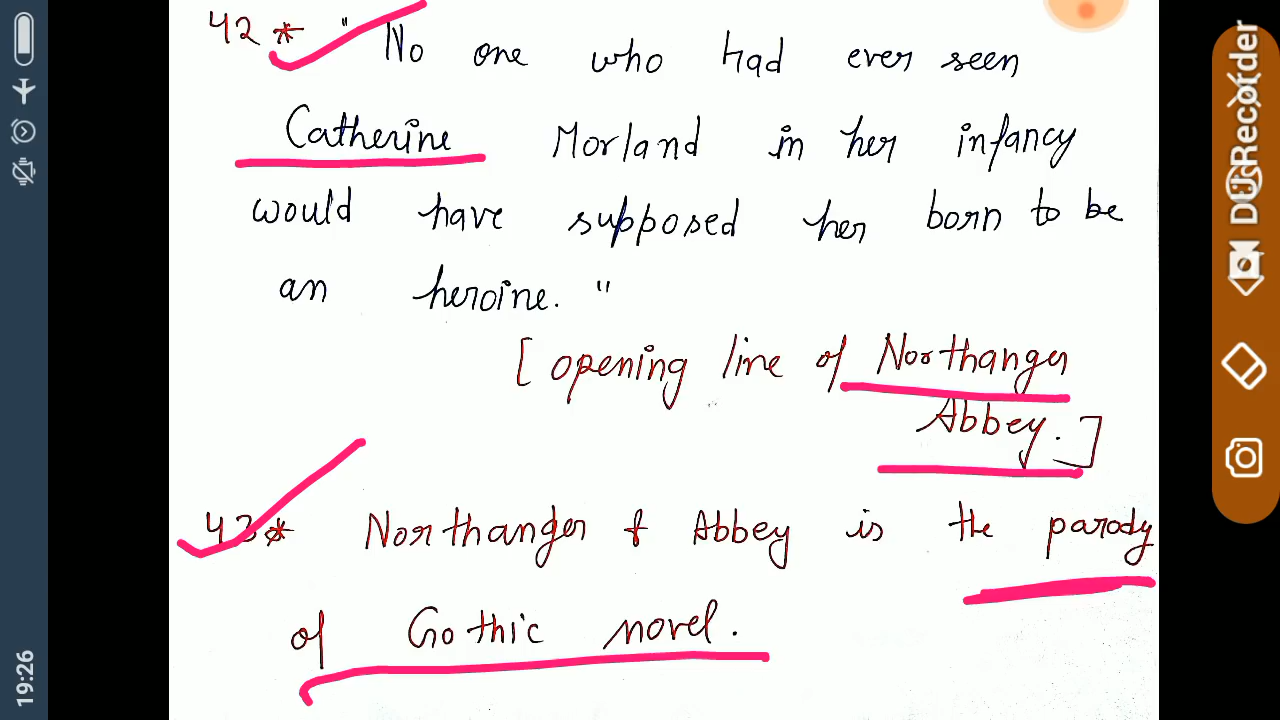 42 * " No one who had ever seen
Catherine Morland in her infancy
would have supposed her born to be
an heroine. "
[ opening line of Northanger
Abbey. ]
43 * Northanger & Abbey is the parady
of Gothic novel.
DU Recorder
19:26